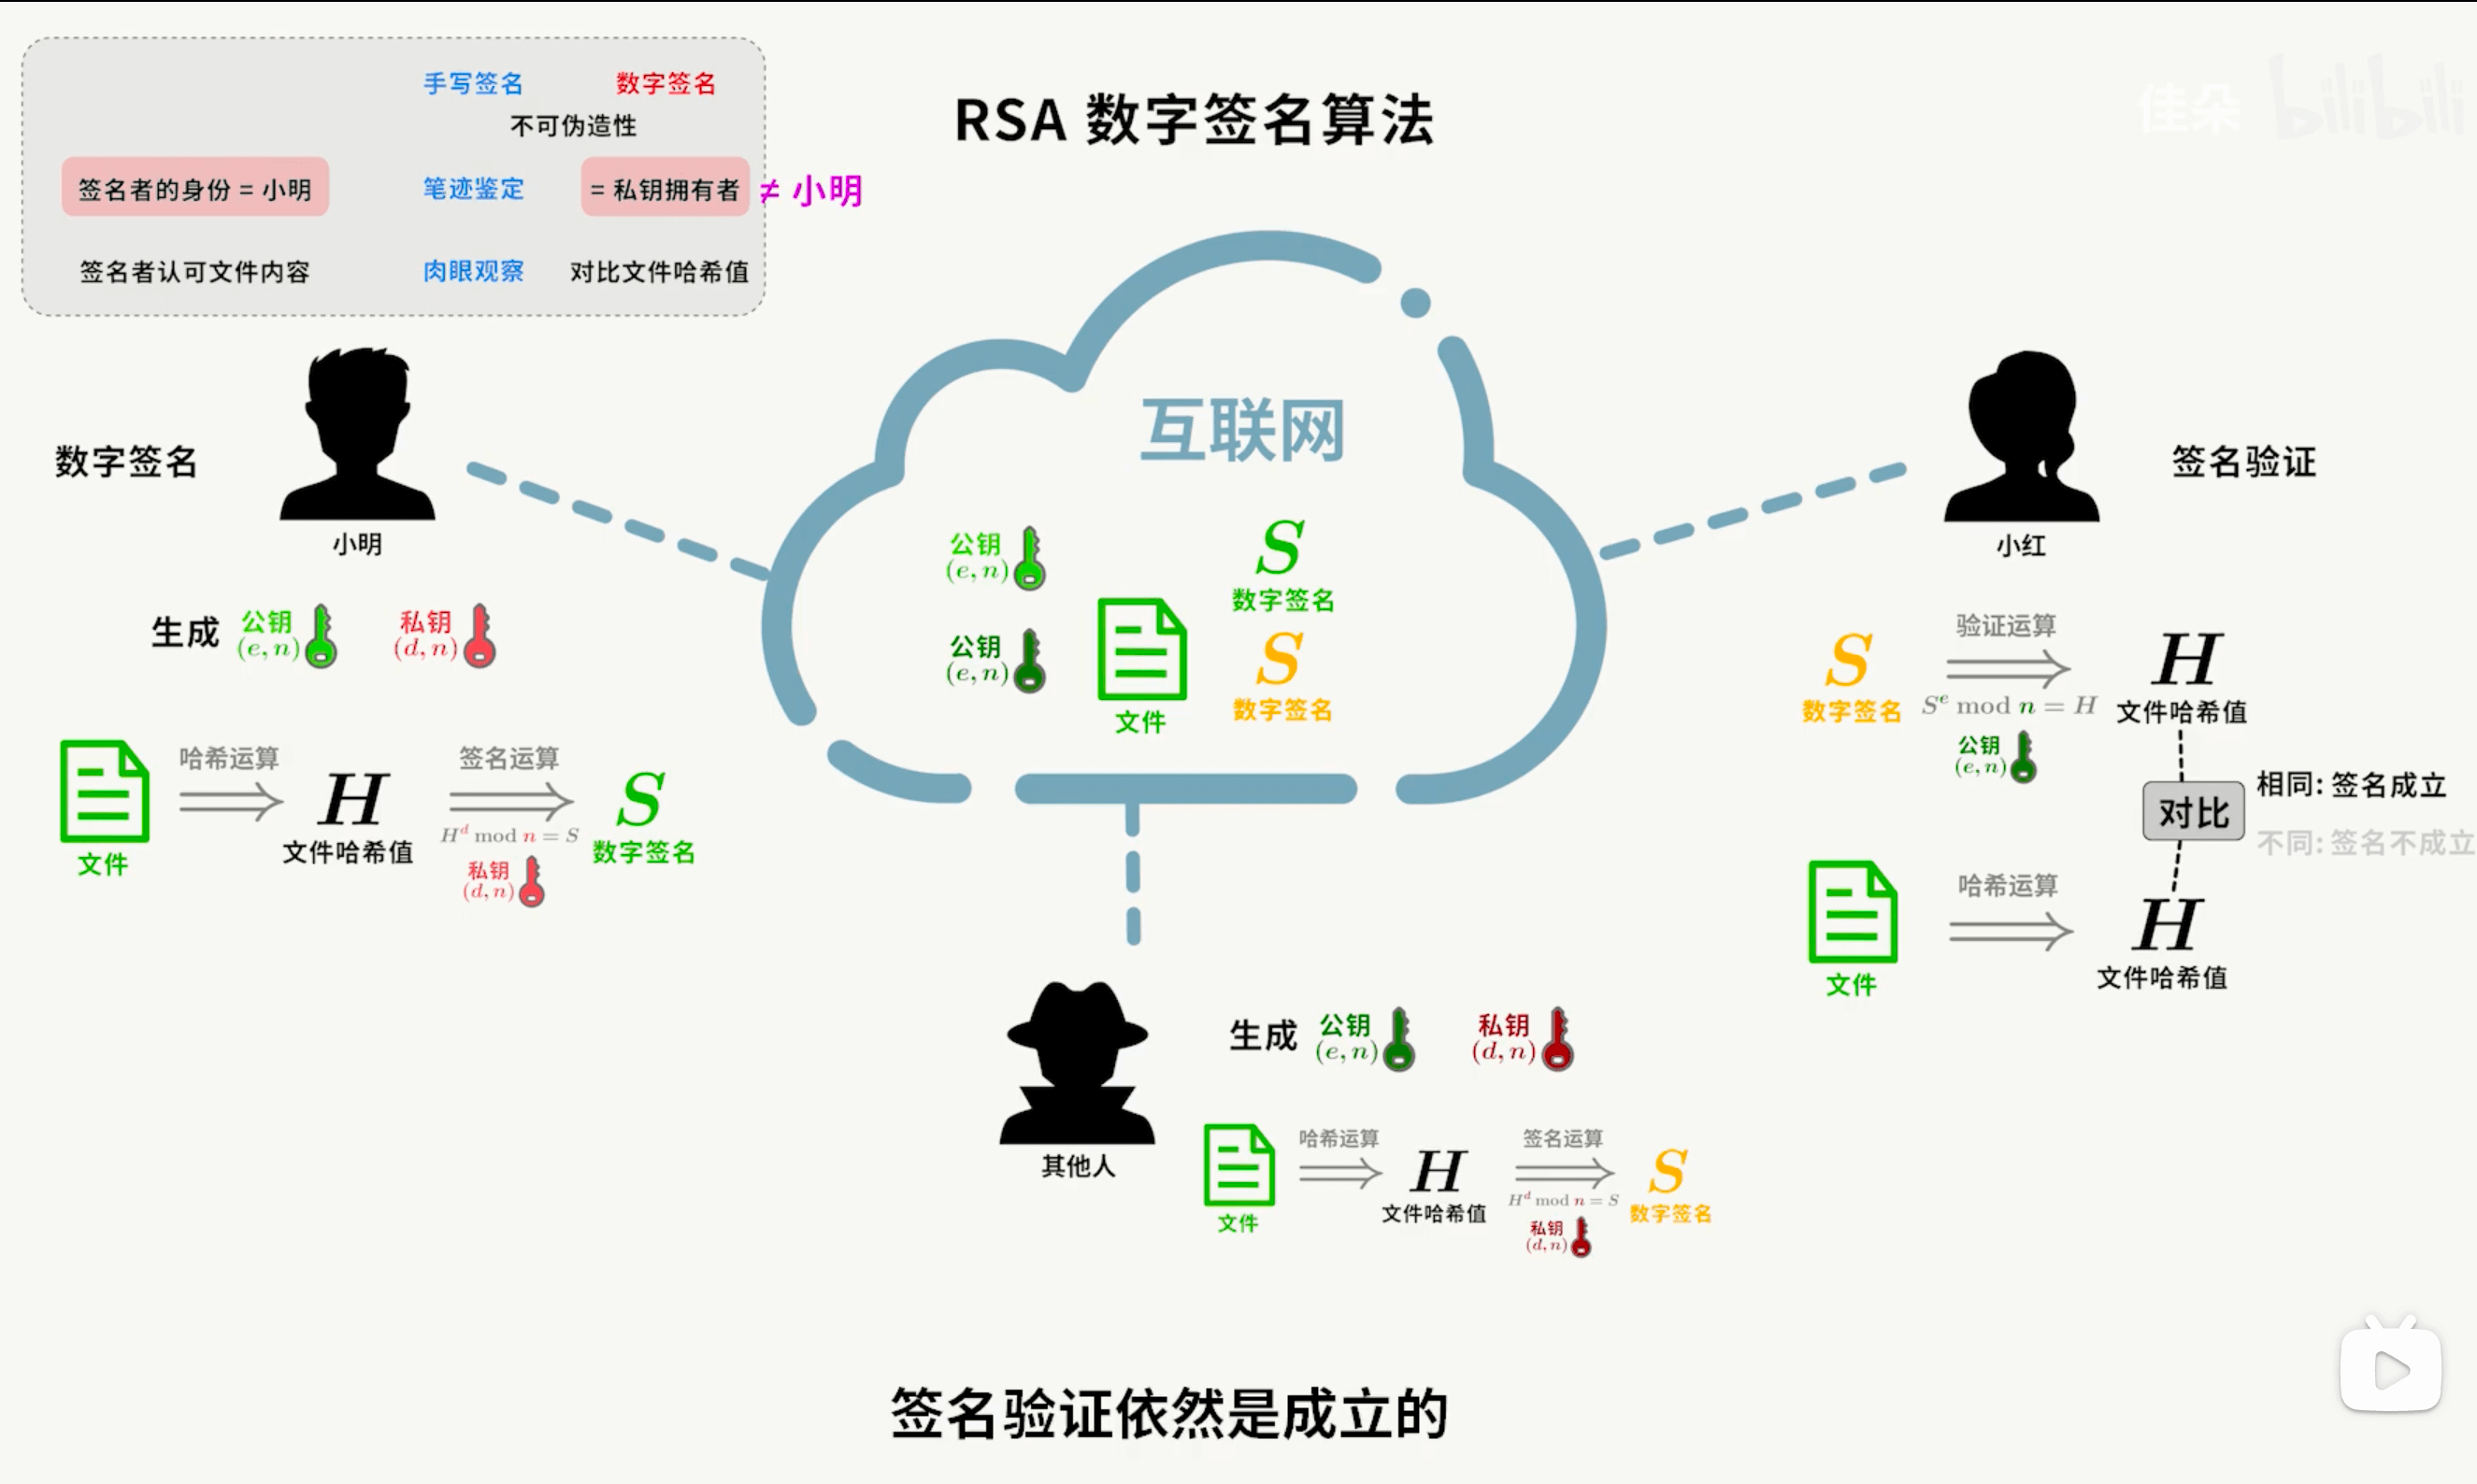 手写签名 数字签名
不可伪造性
签名者的身份 = 小明 笔迹鉴定 = 私钥拥有者 ≠ 小明
签名者认可文件内容 肉眼观察 对比文件哈希值
RSA 数字签名算法
佳朵 bilibili
数字签名
小明
生成 公钥 (e, n) 私钥 (d, n)
文件
哈希运算
H
文件哈希值
签名运算
H^d mod n = S
私钥
(d, n)
S
数字签名
互联网
公钥
(e, n)
公钥
(e, n)
文件
S
数字签名
S
数字签名
签名验证
小红
S
数字签名
验证运算
S^e mod n = H
公钥
(e, n)
H
文件哈希值
对比
相同: 签名成立
不同: 签名不成立
文件
哈希运算
H
文件哈希值
其他人
生成 公钥 (e, n) 私钥 (d, n)
文件
哈希运算
H
文件哈希值
签名运算
H^d mod n = S
私钥
(d, n)
S
数字签名
签名验证依然是成立的